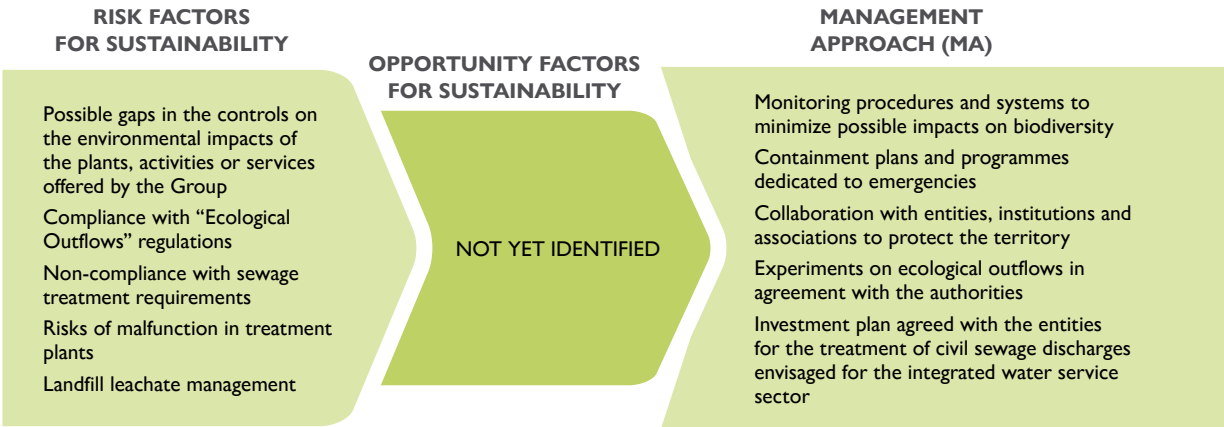 RISK FACTORS
FOR SUSTAINABILITY
Possible gaps in the controls on
the environmental impacts of
the plants, activities or services
offered by the Group
Compliance with “Ecological
Outflows” regulations
Non-compliance with sewage
treatment requirements
Risks of malfunction in treatment
plants
Landfill leachate management
OPPORTUNITY FACTORS
FOR SUSTAINABILITY
NOT YET IDENTIFIED
MANAGEMENT
APPROACH (MA)
Monitoring procedures and systems to
minimize possible impacts on biodiversity
Containment plans and programmes
dedicated to emergencies
Collaboration with entities, institutions and
associations to protect the territory
Experiments on ecological outflows in
agreement with the authorities
Investment plan agreed with the entities
for the treatment of civil sewage discharges
envisaged for the integrated water service
sector